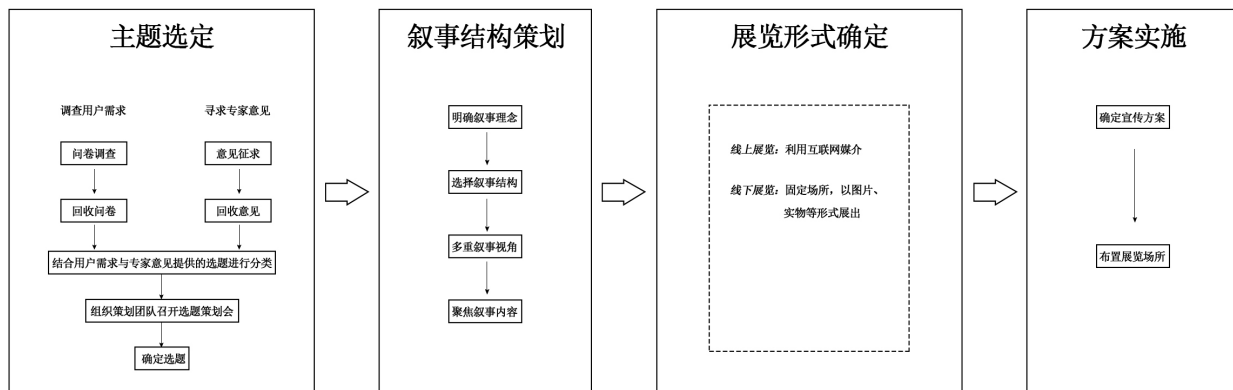 主题选定
调查用户需求
寻求专家意见
问卷调查
意见征求
回收问卷
回收意见
结合用户需求与专家意见提供的选题进行分类
组织策划团队召开选题策划会
确定选题
叙事结构策划
明确叙事理念
选择叙事结构
多重叙事视角
聚焦叙事内容
展览形式确定
线上展览：利用互联网媒介
线下展览：固定场所，以图片、
实物等形式展出
方案实施
确定宣传方案
布置展览场所